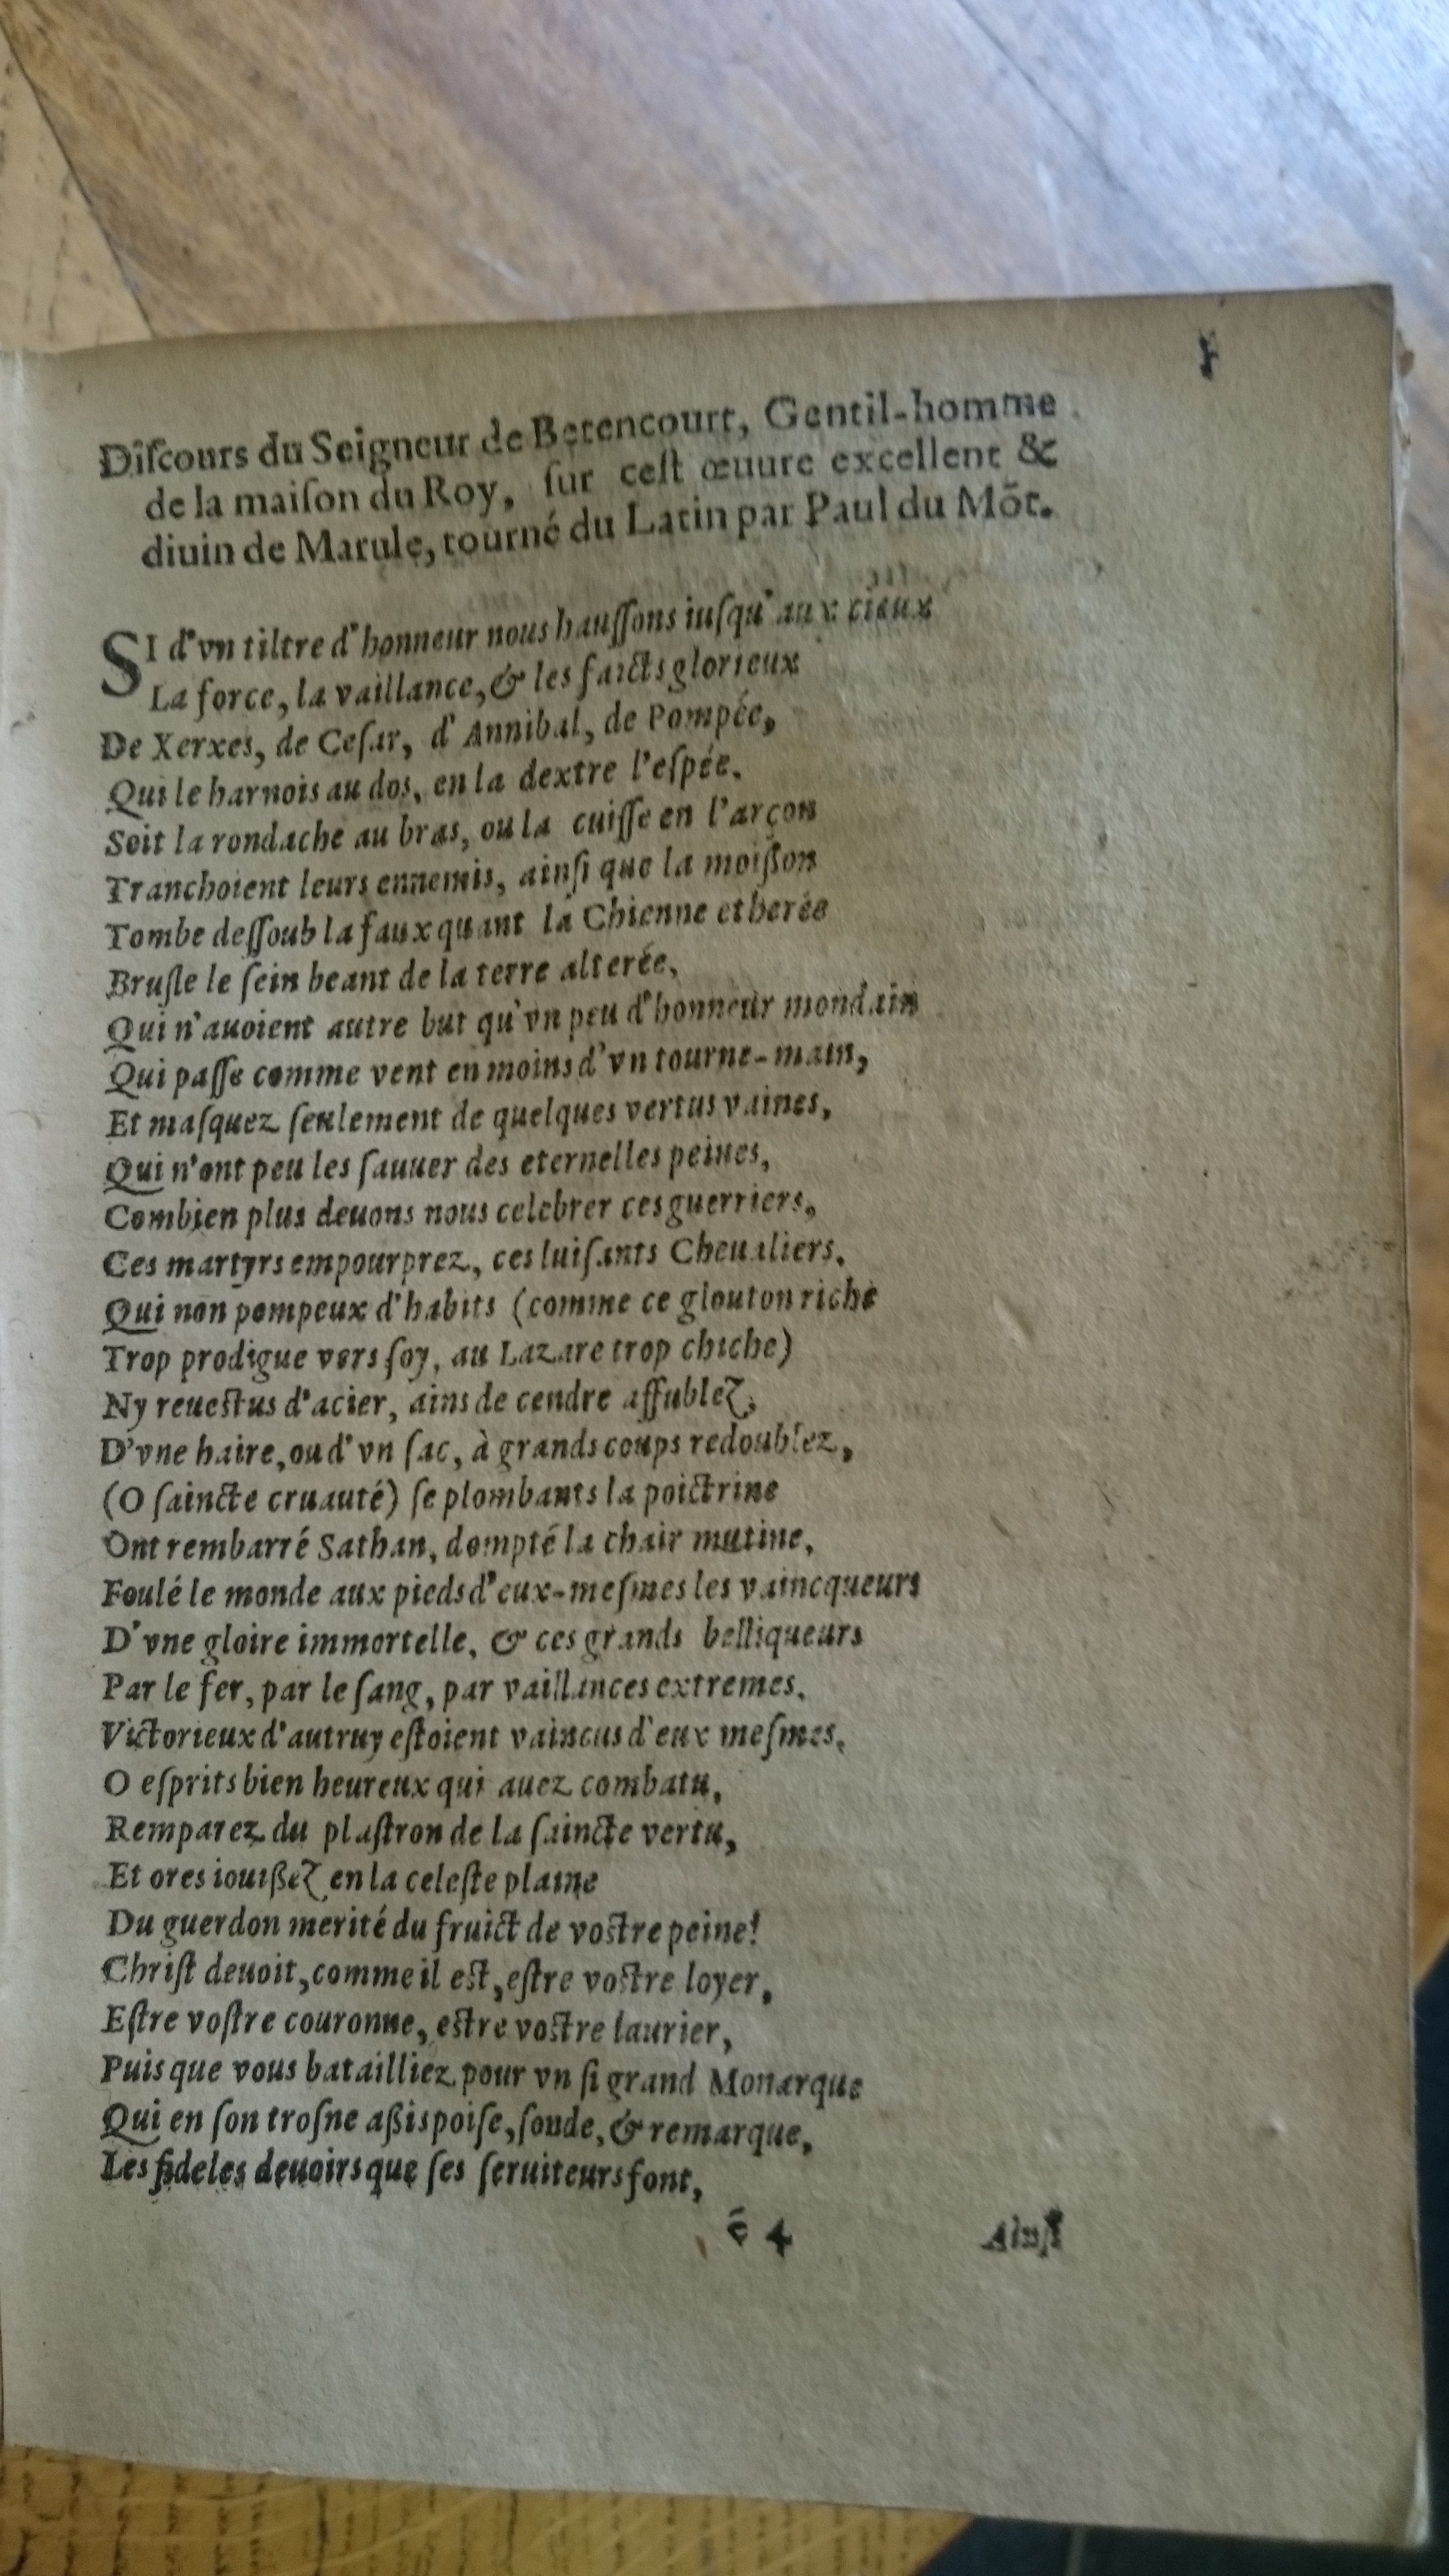 Diſcours du Seigneur de Betencourt, Gentil-homme
de la maiſon du Roy, ſur ceſt œuure excellent &
diuin de Marule, tourné du Latin par Paul du Mõt.
SI d'vn tiltre d'honneur nous hauſſons iuſqu'aux cieux
La force, la vaillance, & les faicts glorieux
De Xerxes, de Ceſar, d'Annibal, de Pompée,
Qui le harnois au dos, en la dextre l'eſpée.
Soit la rondache au bras, ou la cuiſſe en l'arçon
Tranchoient leurs ennemis, ainſi que la moißon
Tombe deſſoub la faux quant la Chienne etherée
Bruſle le ſein beant de la terre alterée,
Qui n'auoient autre but qu'vn peu d'honneur mondain
Qui paſſe comme vent en moins d'vn tourne-main,
Et maſquez ſeulement de quelques vertus vaines,
Qui n'ont peu les ſauuer des eternelles peines,
Combien plus deuons nous celebrer ces guerriers,
Ces martyrs empourprez, ces luiſants Cheualiers.
Qui non pompeux d'habits (comme ce glouton riche
Trop prodigue vers ſoy, au Lazare trop chiche)
Ny reueſtus d'acier, ains de cendre affublez,
D'vne haire, ou d'vn ſac, à grands coups redoublez,
(O ſaincte cruauté) ſe plombants la poictrine
Ont rembarré Sathan, dompté la chair mutine,
Foulé le monde aux pieds d'eux-meſmes les vaincqueurs
D'vne gloire immortelle, & ces grands belliqueurs
Par le fer, par le ſang, par vaillances extremes.
Victorieux d'autruy eſtoient vaincus d'eux meſmes.
O eſprits bien heureux qui auez combatu,
Remparez du plaſtron de la ſaincte vertu,
Et ores iouißez en la celeſte plaine
Du guerdon merité du fruict de voſtre peine!
Chriſt deuoit, comme il eſt, eſtre voſtre loyer,
Eſtre voſtre couronne, eſtre voſtre laurier,
Puis que vous batailliez pour vn ſi grand Monarque
Qui en ſon troſne aßis poiſe, ſonde, & remarque,
Les fideles deuoirs que ſes ſeruiteurs font,
ẽ 4 Ainſi